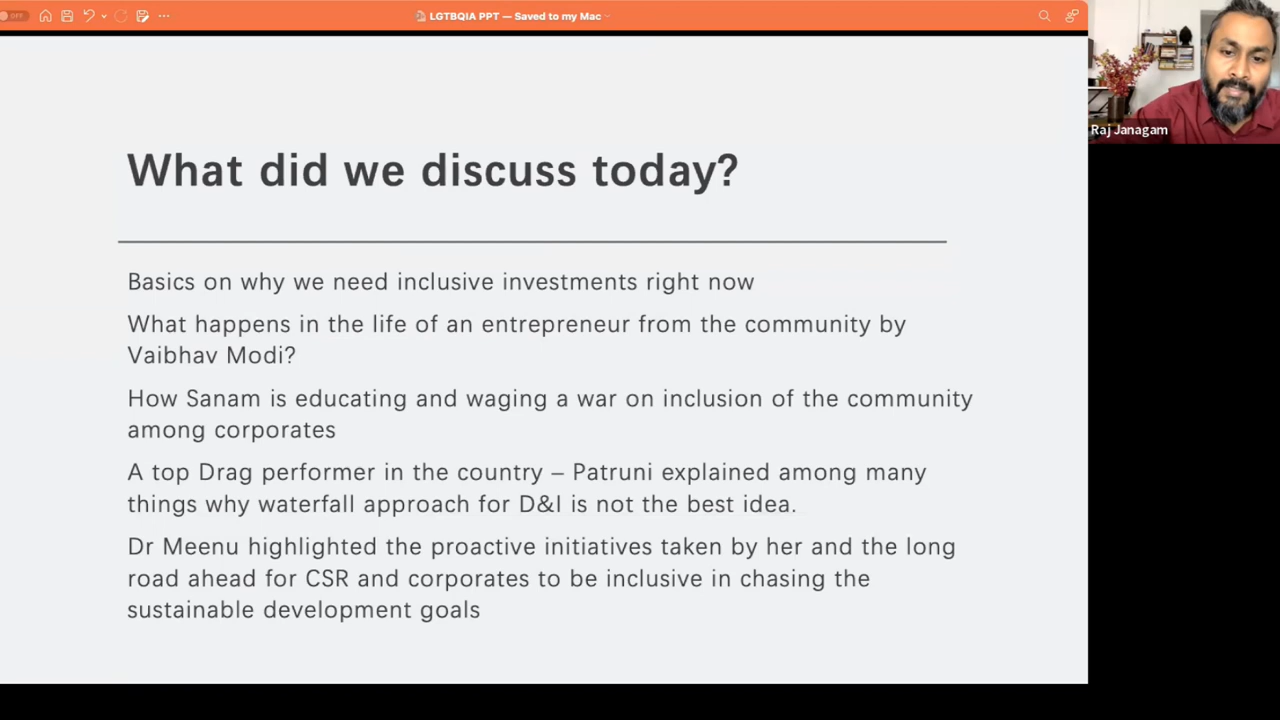 OFF
LGTBQIA PPT — Saved to my Mac
Raj Janagam
What did we discuss today?
Basics on why we need inclusive investments right now
What happens in the life of an entrepreneur from the community by
Vaibhav Modi?
How Sanam is educating and waging a war on inclusion of the community
among corporates
A top Drag performer in the country – Patruni explained among many
things why waterfall approach for D&I is not the best idea.
Dr Meenu highlighted the proactive initiatives taken by her and the long
road ahead for CSR and corporates to be inclusive in chasing the
sustainable development goals